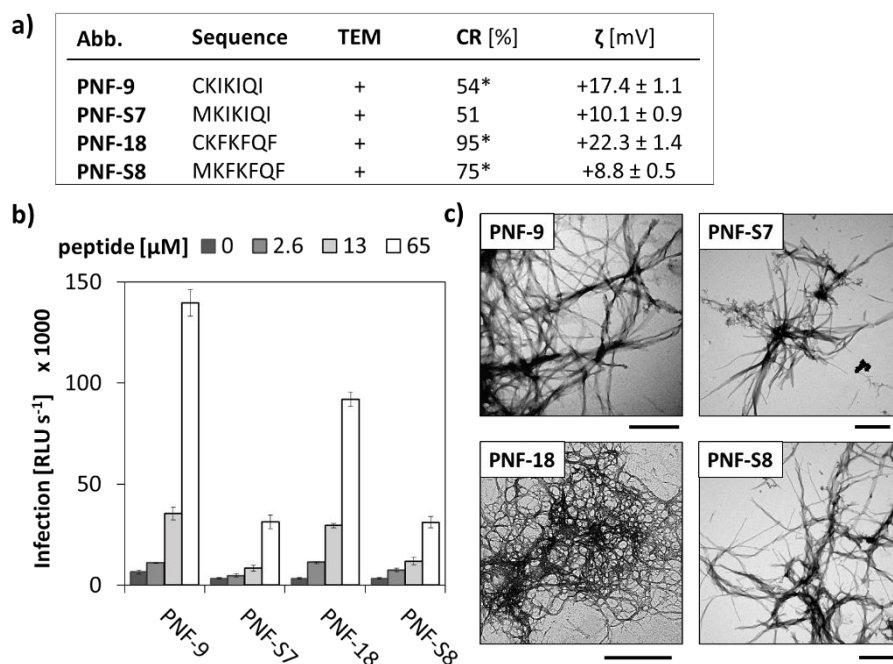 a)
Abb. Sequence TEM CR [%] ζ [mV]
PNF-9 CKIKIQI + 54* +17.4 ± 1.1
PNF-S7 MKIKIQI + 51 +10.1 ± 0.9
PNF-18 CKFKFQF + 95* +22.3 ± 1.4
PNF-S8 MKFKFQF + 75* +8.8 ± 0.5
b)
peptide [µM] 0 2.6 13 65
Infection [RLU s⁻¹] x 1000
150
100
50
0
PNF-9
PNF-S7
PNF-18
PNF-S8
c)
PNF-9
PNF-S7
PNF-18
PNF-S8